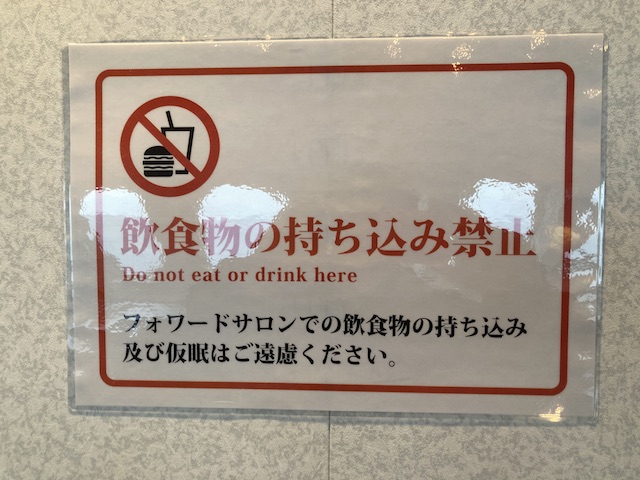 飲食物の持ち込み禁止
Do not eat or drink here
フォワードサロンでの飲食物の持ち込み
及び仮眠はご遠慮ください。